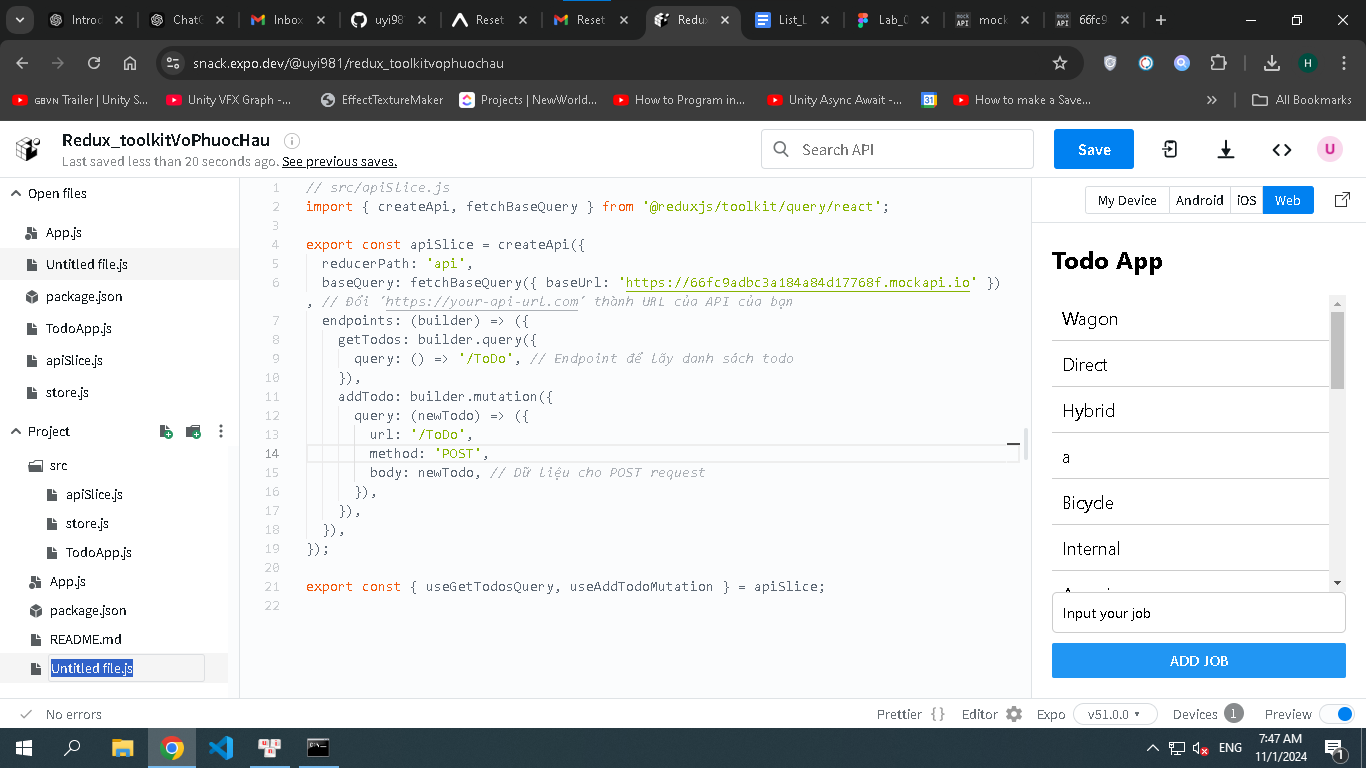 Introc
ChatG
Inbox
uyi98
Reset
Reset
Redux
List_L
Lab_0
mock
66fc9
snack.expo.dev/@uyi981/redux_toolkitvophuochau
H
GBVN Trailer | Unity S...
Unity VFX Graph -...
EffectTextureMaker
Projects | NewWorld...
How to Program in...
Unity Async Await -...
31
How to make a Save...
All Bookmarks
Redux_toolkitVoPhuocHau
Last saved less than 20 seconds ago. See previous saves.
Search API
Save
U
Open files
App.js
Untitled file.js
package.json
TodoApp.js
apiSlice.js
store.js
Project
src
apiSlice.js
store.js
TodoApp.js
App.js
package.json
README.md
Untitled file.js
1 // src/apiSlice.js
2 import { createApi, fetchBaseQuery } from '@reduxjs/toolkit/query/react';
3
4 export const apiSlice = createApi({
5 reducerPath: 'api',
6 baseQuery: fetchBaseQuery({ baseUrl: 'https://66fc9adbc3a184a84d17768f.mockapi.io' })
, // Đổi 'https://your-api-url.com' thành URL của API của bạn
7 endpoints: (builder) => ({
8 getTodos: builder.query({
9 query: () => '/ToDo', // Endpoint để lấy danh sách todo
10 }),
11 addTodo: builder.mutation({
12 query: (newTodo) => ({
13 url: '/ToDo',
14 method: 'POST',
15 body: newTodo, // Dữ liệu cho POST request
16 }),
17 }),
18 }),
19 });
20
21 export const { useGetTodosQuery, useAddTodoMutation } = apiSlice;
22
My Device
Android
iOS
Web
Todo App
Wagon
Direct
Hybrid
a
Bicycle
Internal
Input your job
ADD JOB
No errors
Prettier {}
Editor
Expo
v51.0.0
Devices 1
Preview
ENG
7:47 AM
11/1/2024
1